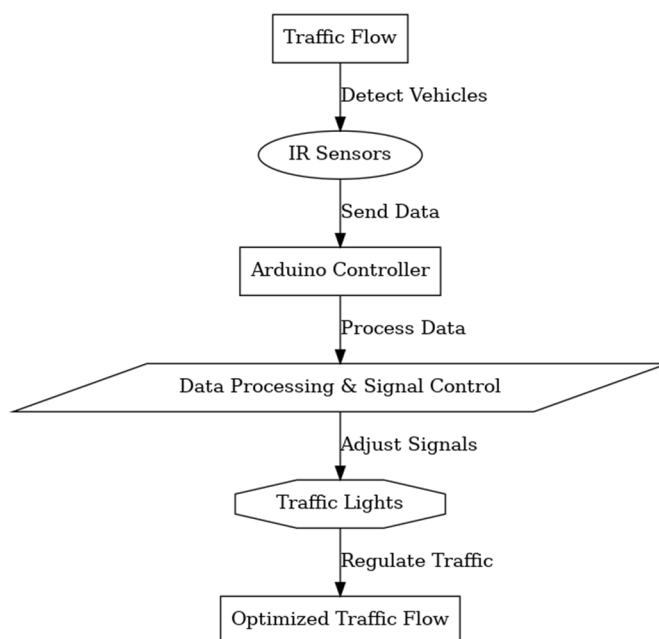 Traffic Flow
Detect Vehicles
IR Sensors
Send Data
Arduino Controller
Process Data
Data Processing & Signal Control
Adjust Signals
Traffic Lights
Regulate Traffic
Optimized Traffic Flow